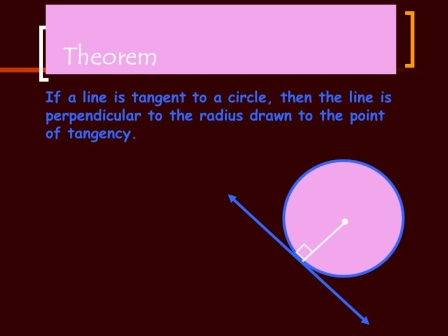 Theorem
If a line is tangent to a circle, then the line is
perpendicular to the radius drawn to the point
of tangency.